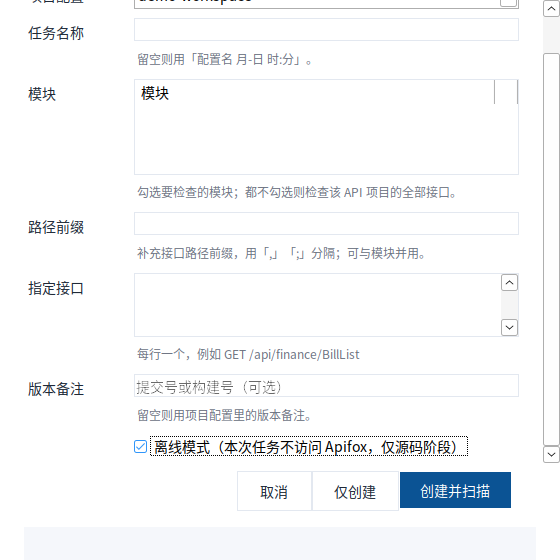 任务名称
留空则用「配置名 月-日 时:分」。
模块
模块
勾选要检查的模块；都不勾选则检查该 API 项目的全部接口。
路径前缀
补充接口路径前缀，用「,」「;」分隔；可与模块并用。
指定接口
每行一个，例如 GET /api/finance/BillList
版本备注
提交号或构建号（可选）
留空则用项目配置里的版本备注。
离线模式（本次任务不访问 Apifox，仅源码阶段）
取消
仅创建
创建并扫描